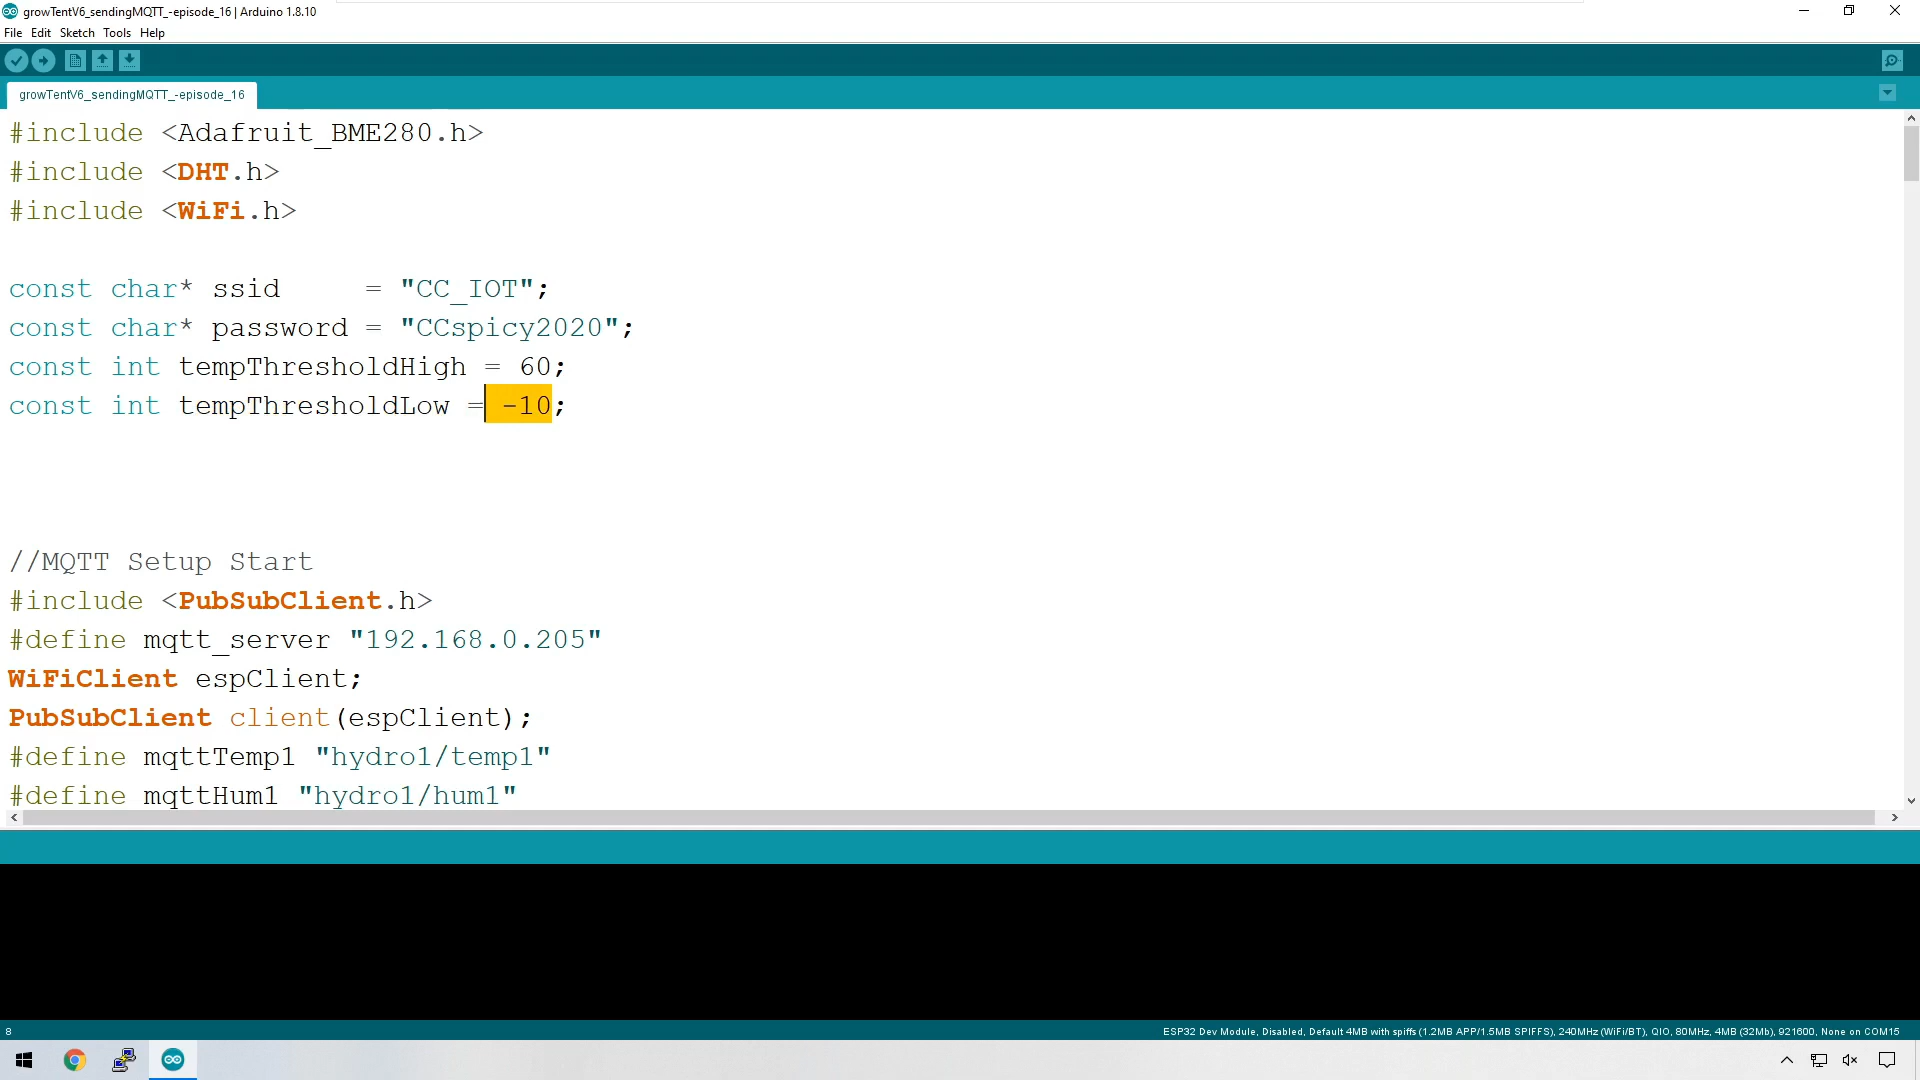 growTentV6_sendingMQTT_-episode_16 | Arduino 1.8.10
File Edit Sketch Tools Help
growTentV6_sendingMQTT_-episode_16
#include <Adafruit_BME280.h>
#include <DHT.h>
#include <WiFi.h>
const char* ssid     = "CC_IOT";
const char* password = "CCspicy2020";
const int tempThresholdHigh = 60;
const int tempThresholdLow = -10;
//MQTT Setup Start
#include <PubSubClient.h>
#define mqtt_server "192.168.0.205"
WiFiClient espClient;
PubSubClient client(espClient);
#define mqttTemp1 "hydro1/temp1"
#define mqttHum1 "hydro1/hum1"
8
ESP32 Dev Module, Disabled, Default 4MB with spiffs (1.2MB APP/1.5MB SPIFFS), 240MHz (WiFi/BT), QIO, 80MHz, 4MB (32Mb), 921600, None on COM15